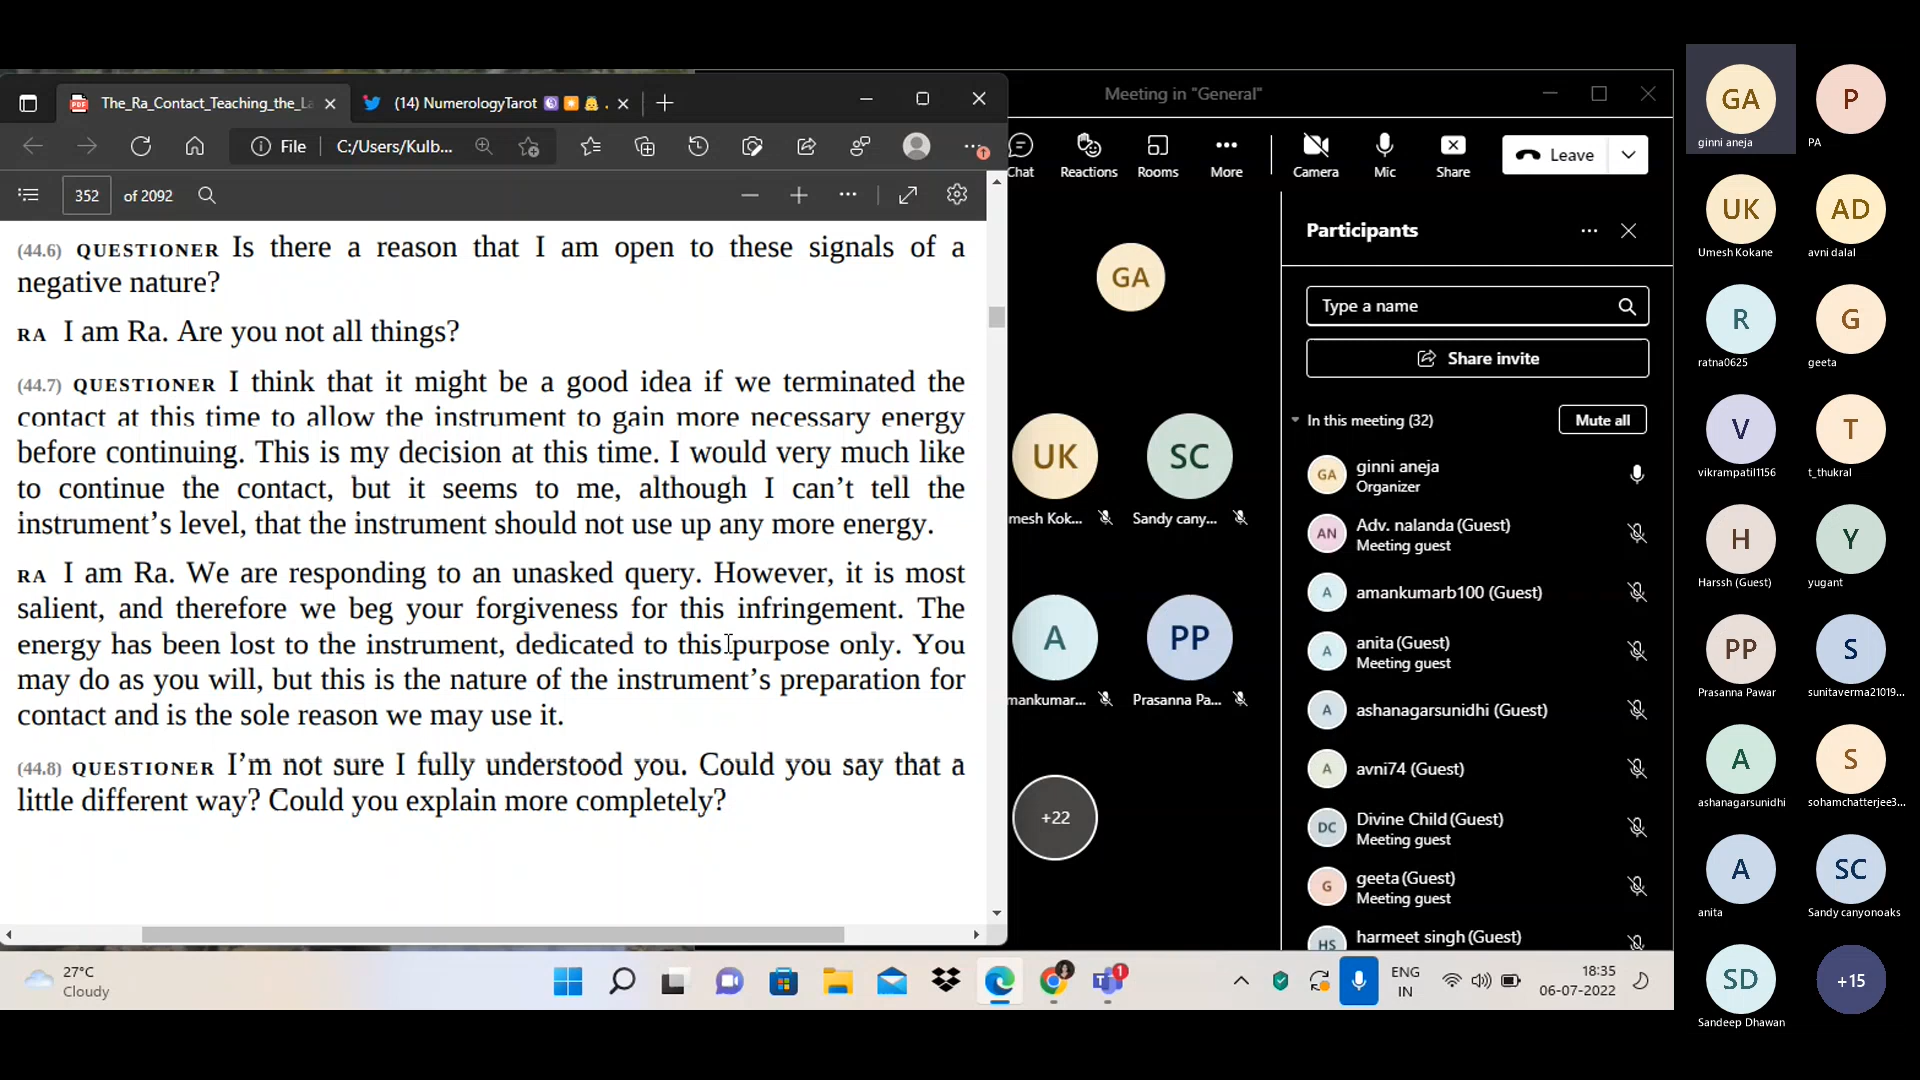 The_Ra_Contact_Teaching_the_La
(14) NumerologyTarot
File
C:/Users/Kulb...
352
of 2092
(44.6) QUESTIONER Is there a reason that I am open to these signals of a
negative nature?
RA I am Ra. Are you not all things?
(44.7) QUESTIONER I think that it might be a good idea if we terminated the
contact at this time to allow the instrument to gain more necessary energy
before continuing. This is my decision at this time. I would very much like
to continue the contact, but it seems to me, although I can’t tell the
instrument’s level, that the instrument should not use up any more energy.
RA I am Ra. We are responding to an unasked query. However, it is most
salient, and therefore we beg your forgiveness for this infringement. The
energy has been lost to the instrument, dedicated to this purpose only. You
may do as you will, but this is the nature of the instrument’s preparation for
contact and is the sole reason we may use it.
(44.8) QUESTIONER I’m not sure I fully understood you. Could you say that a
little different way? Could you explain more completely?
Meeting in "General"
Chat
Reactions
Rooms
More
Camera
Mic
Share
Leave
GA
UK
mesh Kok...
SC
Sandy cany...
A
mankumar...
PP
Prasanna Pa...
+22
Participants
Type a name
Share invite
In this meeting (32)
Mute all
GA
ginni aneja
Organizer
AN
Adv. nalanda (Guest)
Meeting guest
A
amankumarb100 (Guest)
A
anita (Guest)
Meeting guest
A
ashanagarsunidhi (Guest)
A
avni74 (Guest)
DC
Divine Child (Guest)
Meeting guest
G
geeta (Guest)
Meeting guest
HS
harmeet singh (Guest)
GA
ginni aneja
P
PA
UK
Umesh Kokane
AD
avni dalal
R
ratna0625
G
geeta
V
vikrampatil1156
T
t_thukral
H
Harssh (Guest)
Y
yugant
PP
Prasanna Pawar
S
sunitaverma21019...
A
ashanagarsunidhi
S
sohamchatterjee3...
A
anita
SC
Sandy canyonoaks
SD
Sandeep Dhawan
+15
27°C
Cloudy
1
ENG
IN
18:35
06-07-2022